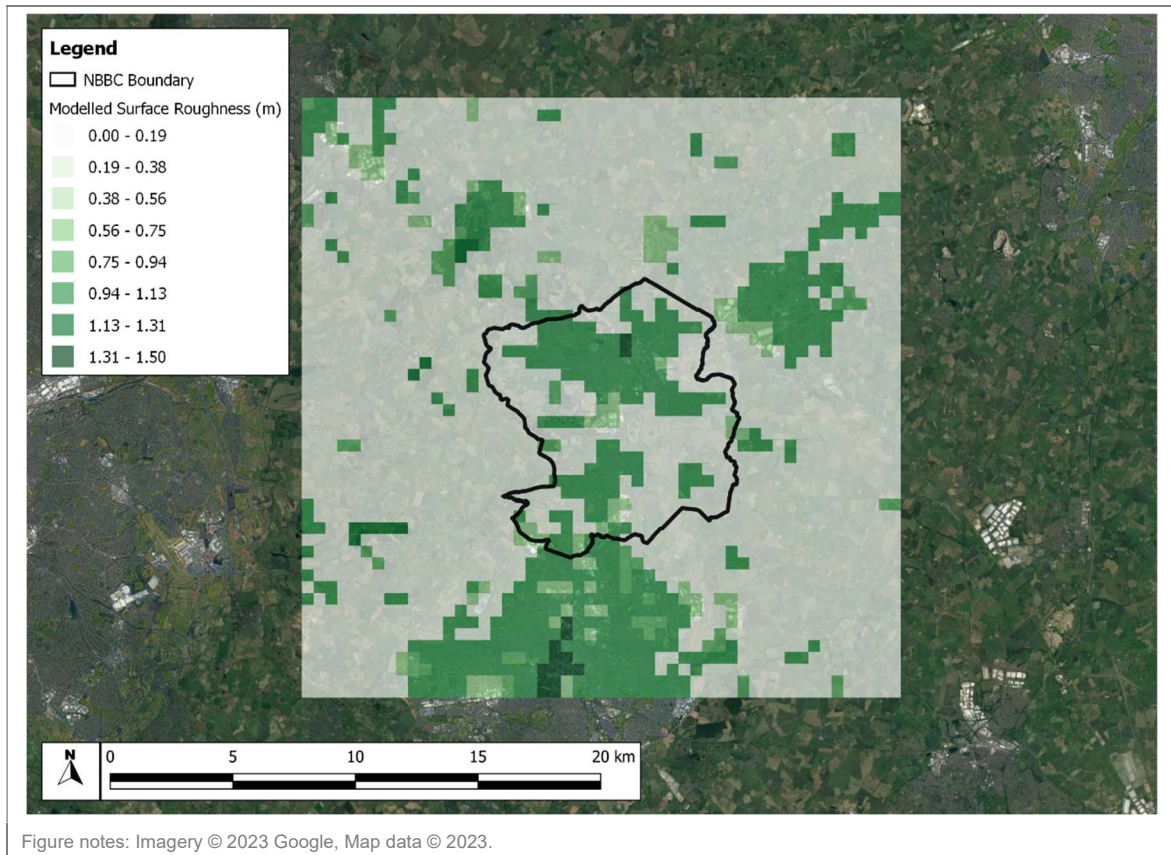 Legend
NBBC Boundary
Modelled Surface Roughness (m)
0.00 - 0.19
0.19 - 0.38
0.38 - 0.56
0.56 - 0.75
0.75 - 0.94
0.94 - 1.13
1.13 - 1.31
1.31 - 1.50
N
0 5 10 15 20 km
Figure notes: Imagery © 2023 Google, Map data © 2023.